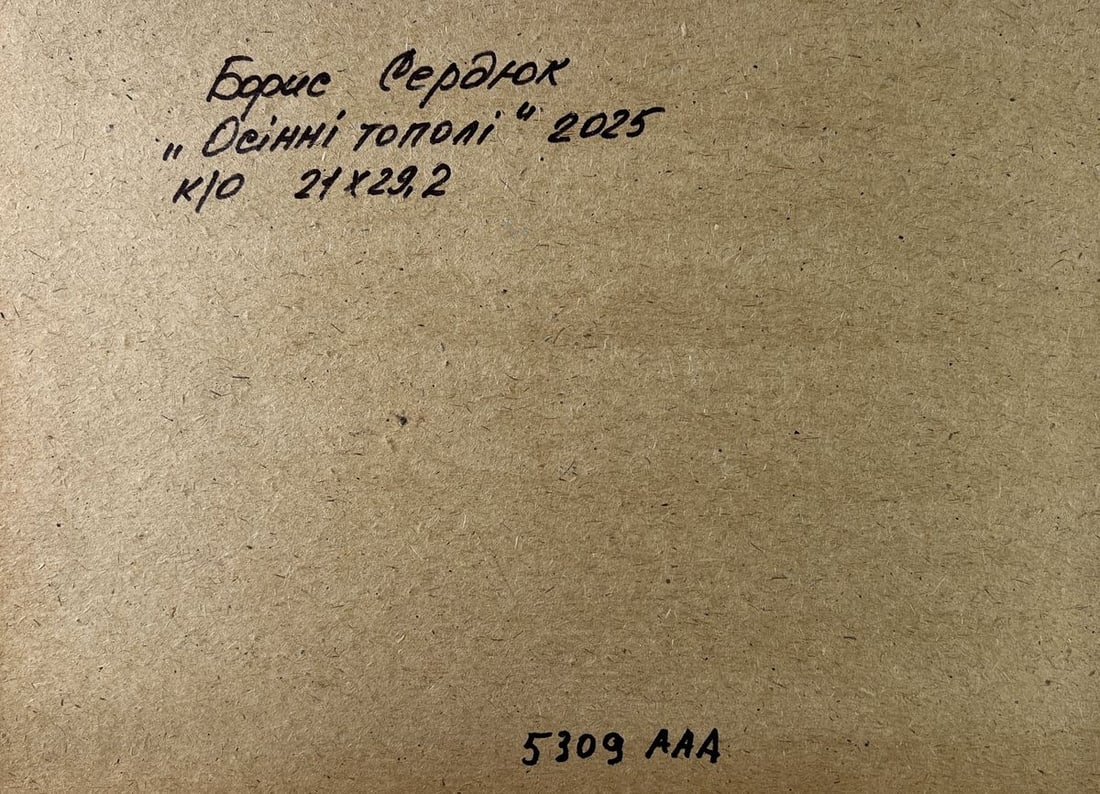 Борис Сердюк
„Осінні тополі" 2025
к/о 21х29,2
5309 ААА